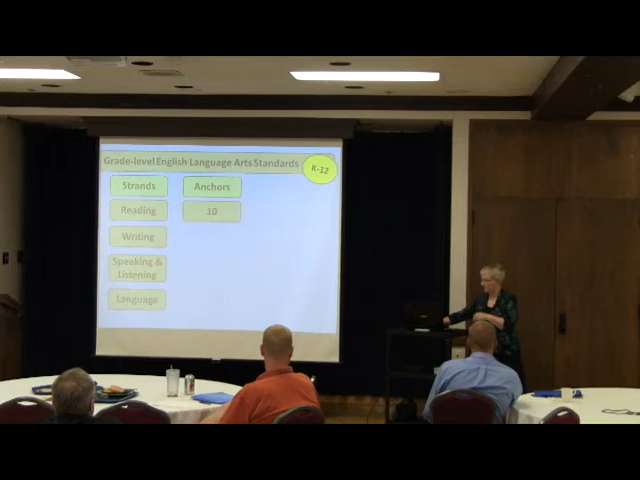 Grade-level English Language Arts Standards
K-12
Strands
Anchors
Reading
10
Writing
Speaking &
Listening
Language